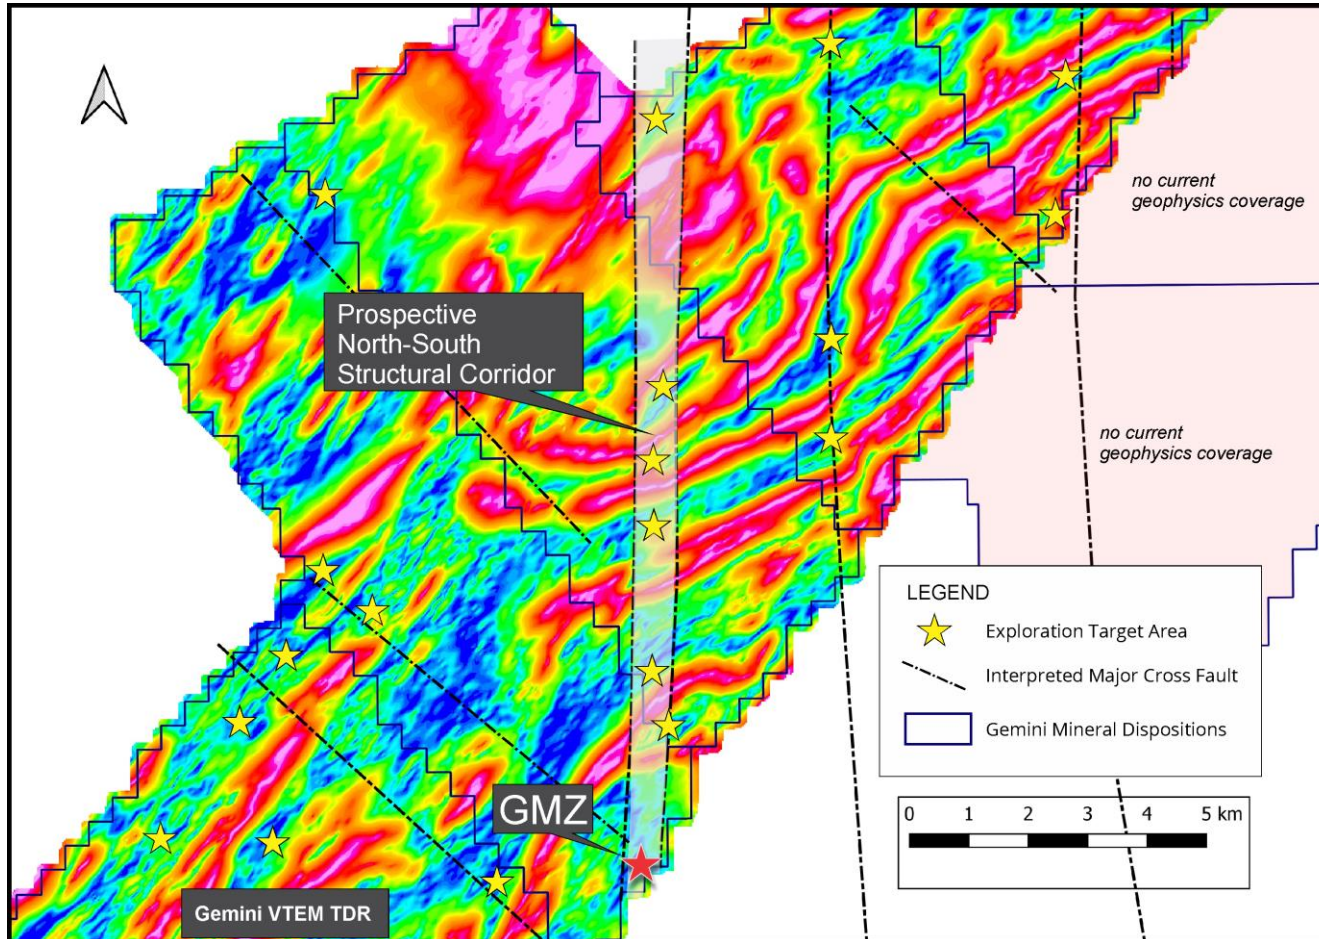 no current
geophysics coverage
Prospective
North-South
Structural Corridor
no current
geophysics coverage
LEGEND
Exploration Target Area
Interpreted Major Cross Fault
Gemini Mineral Dispositions
GMZ
0 1 2 3 4 5 km
Gemini VTEM TDR